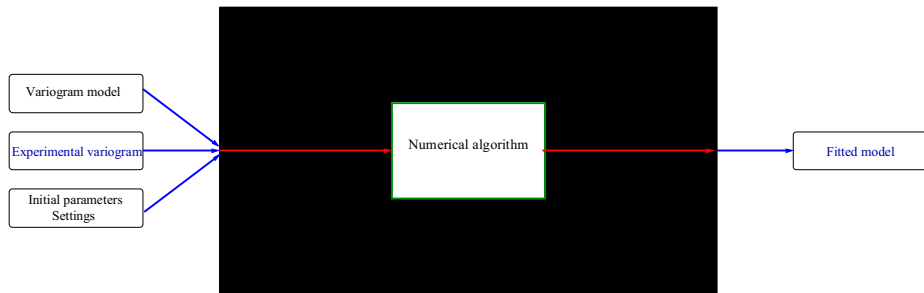 Variogram model
Experimental variogram
Initial parameters
Settings
Numerical algorithm
Fitted model